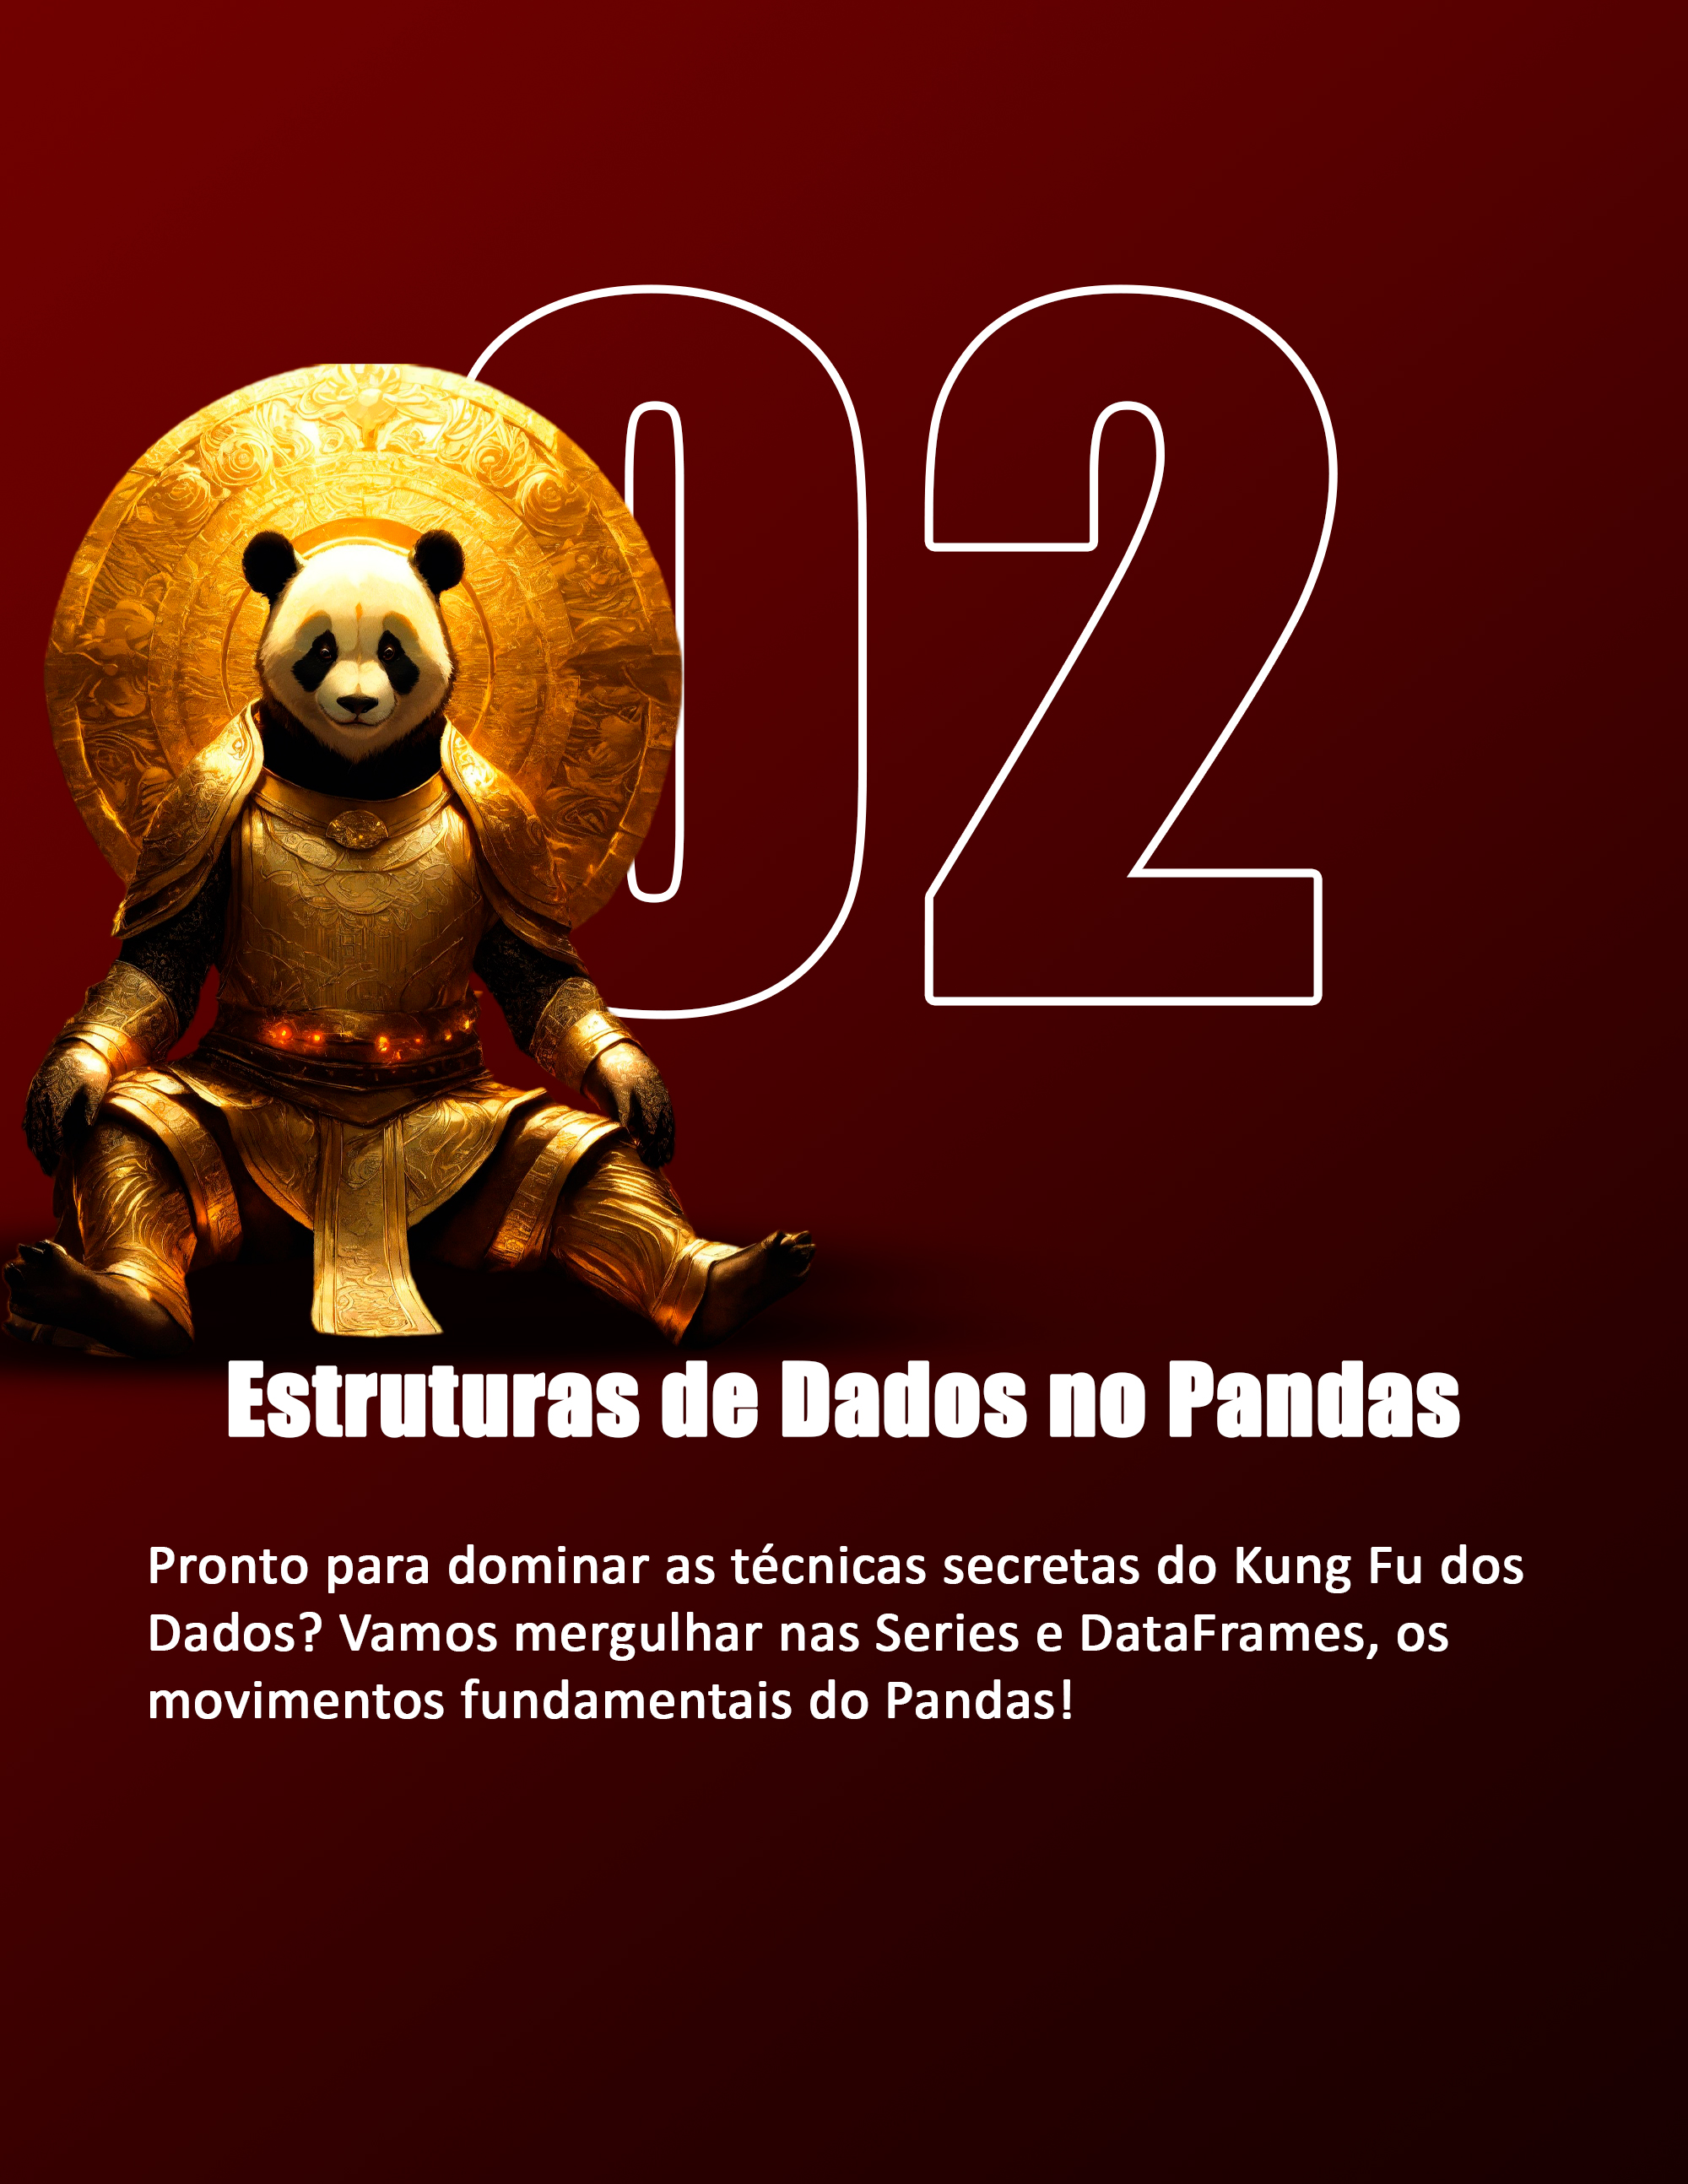 02
Estruturas de Dados no Pandas
Pronto para dominar as técnicas secretas do Kung Fu dos
Dados? Vamos mergulhar nas Series e DataFrames, os
movimentos fundamentais do Pandas!